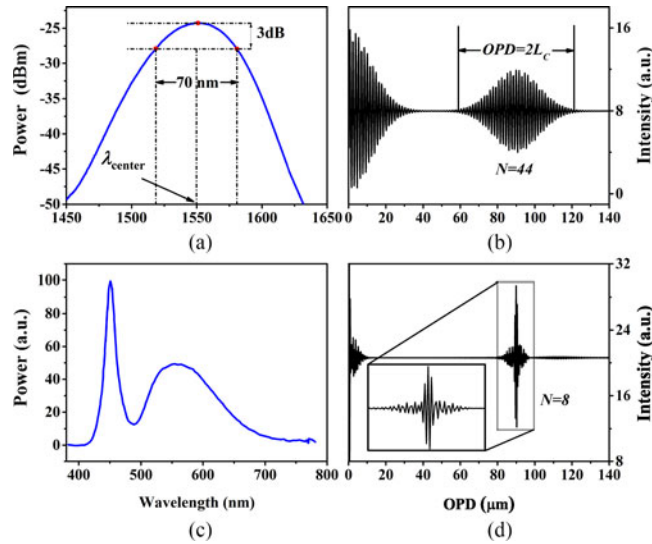 -20
-25
-30
-35
-40
-45
-50
Power (dBm)
3dB
70 nm
λcenter
1450 1500 1550 1600 1650
(a)
16
8
0
Intensity (a.u.)
OPD=2LC
N=44
0 20 40 60 80 100 120 140
(b)
100
80
60
40
20
0
Power (a.u.)
400 500 600 700 800
Wavelength (nm)
(c)
32
24
16
8
Intensity (a.u.)
N=8
0 20 40 60 80 100 120 140
OPD (μm)
(d)